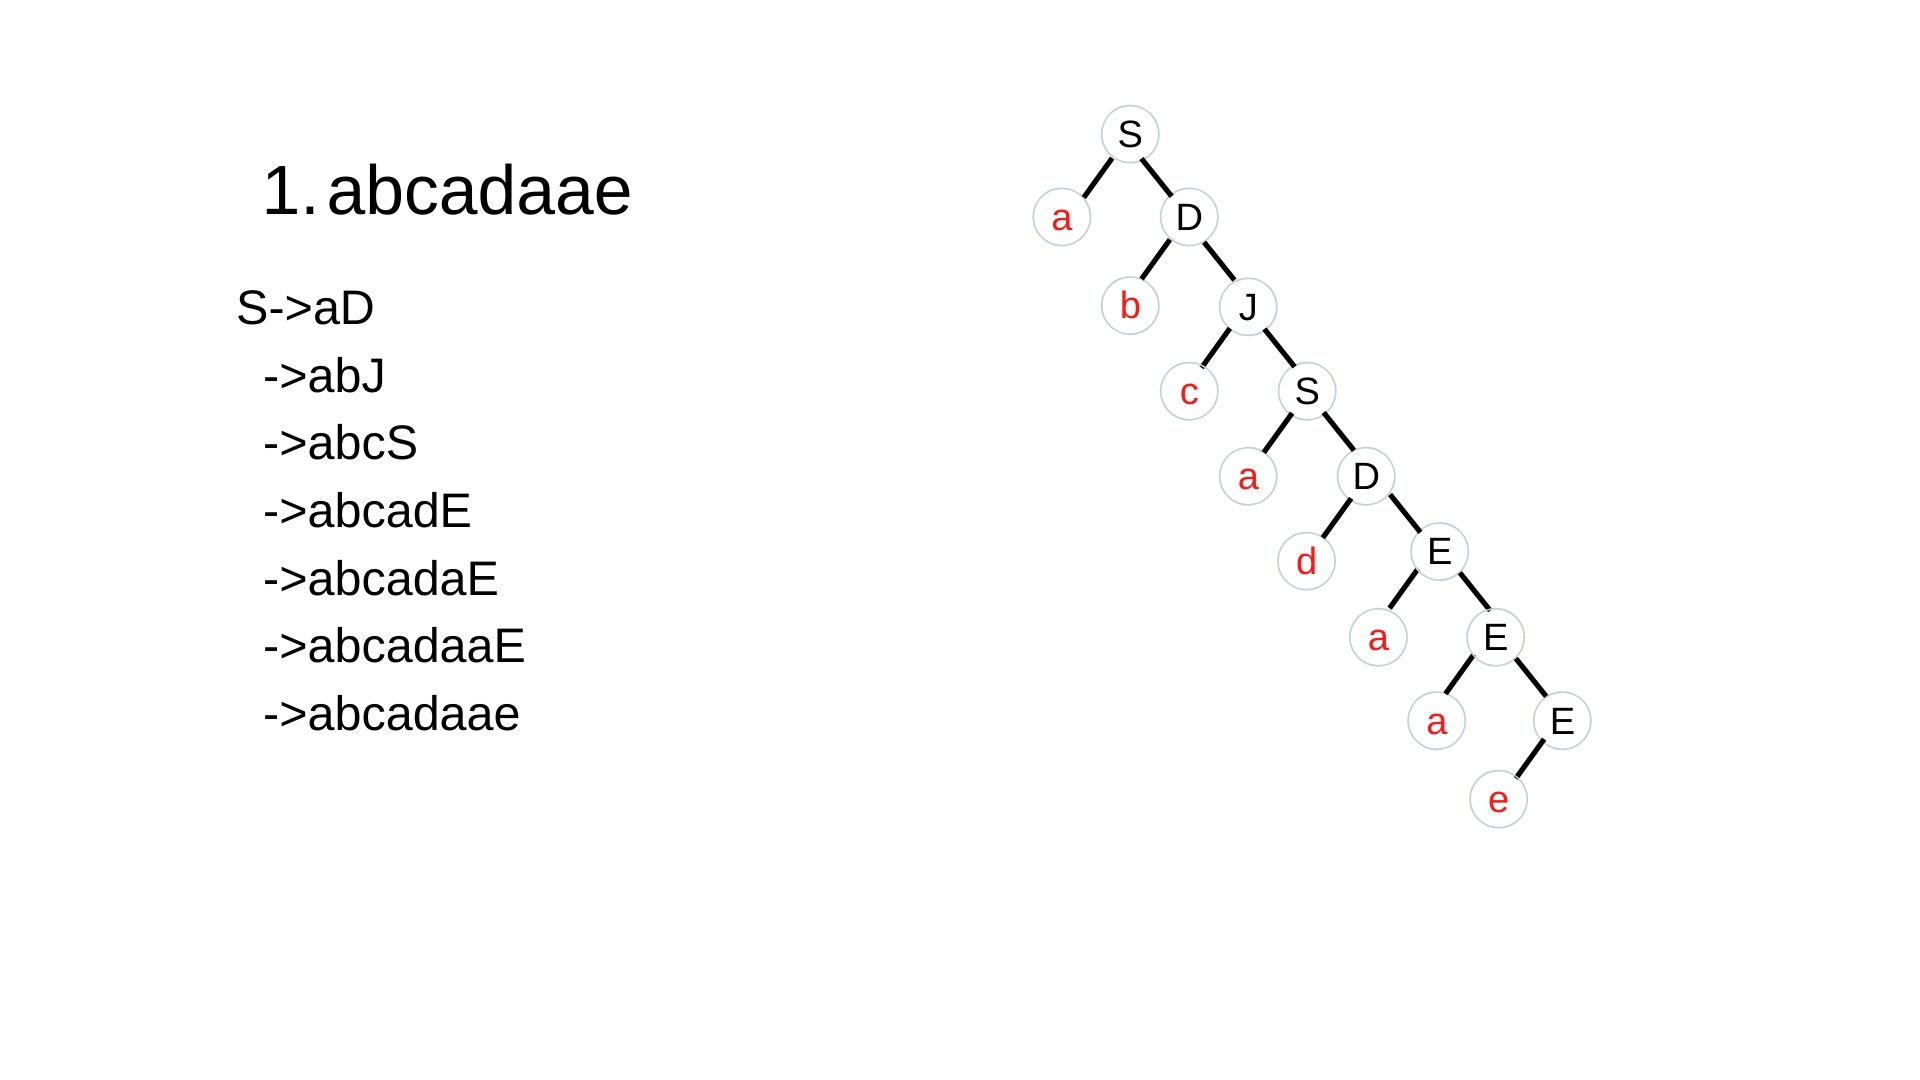 1. abcadaae
S->aD
->abJ
->abcS
->abcadE
->abcadaE
->abcadaaE
->abcadaae
S
a D
b J
c S
a D
d E
a E
a E
e